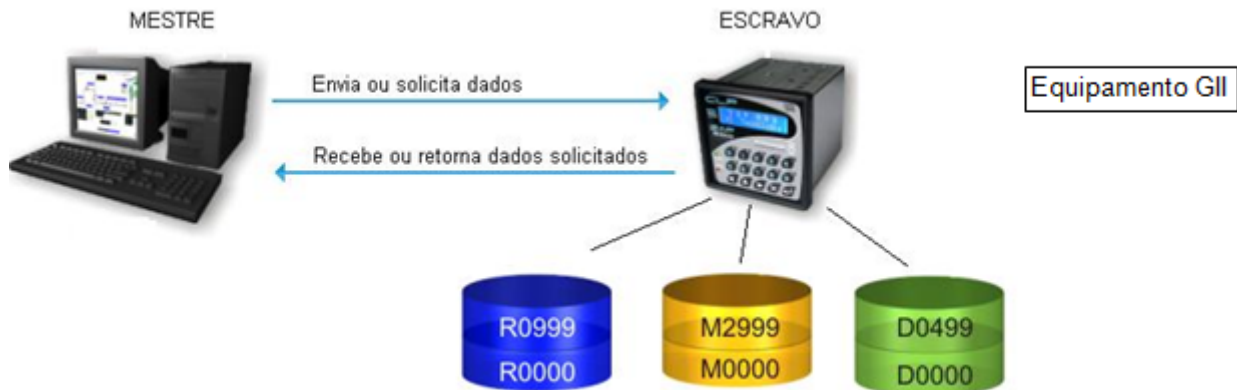 MESTRE
ESCRAVO
Envia ou solicita dados
Equipamento GII
Recebe ou retorna dados solicitados
CLIP
R0999
R0000
M2999
M0000
D0499
D0000